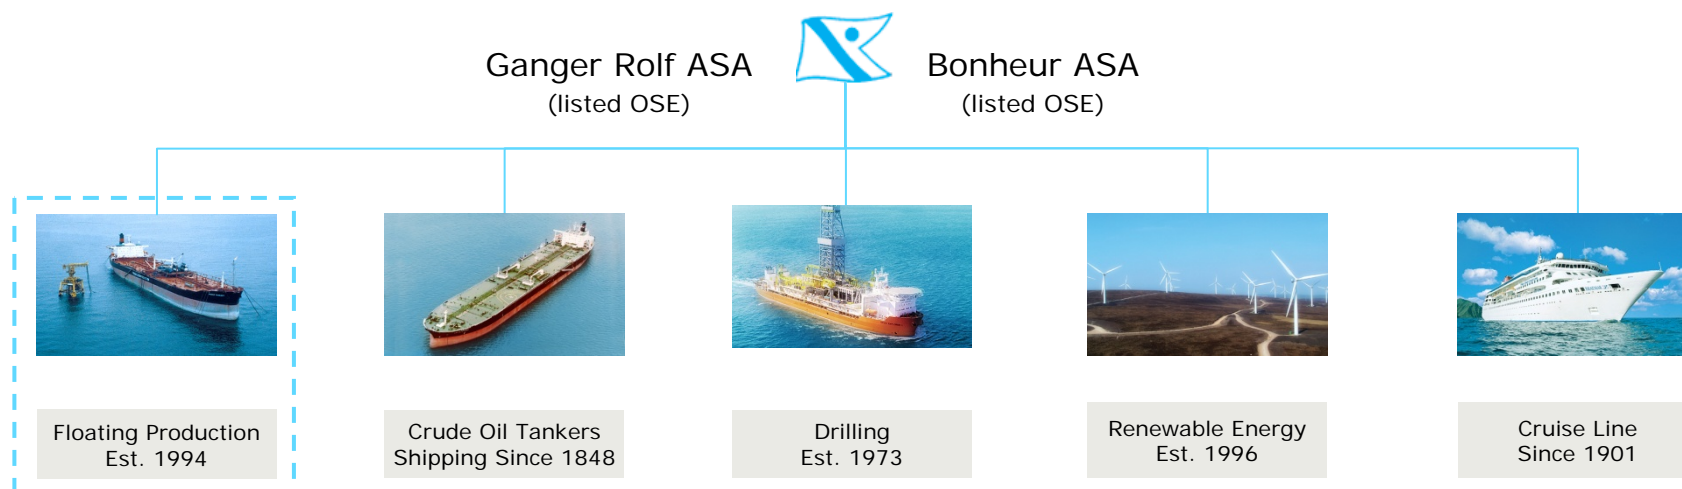 Ganger Rolf ASA
(listed OSE)
Bonheur ASA
(listed OSE)
Floating Production
Est. 1994
Crude Oil Tankers
Shipping Since 1848
Drilling
Est. 1973
Renewable Energy
Est. 1996
Cruise Line
Since 1901